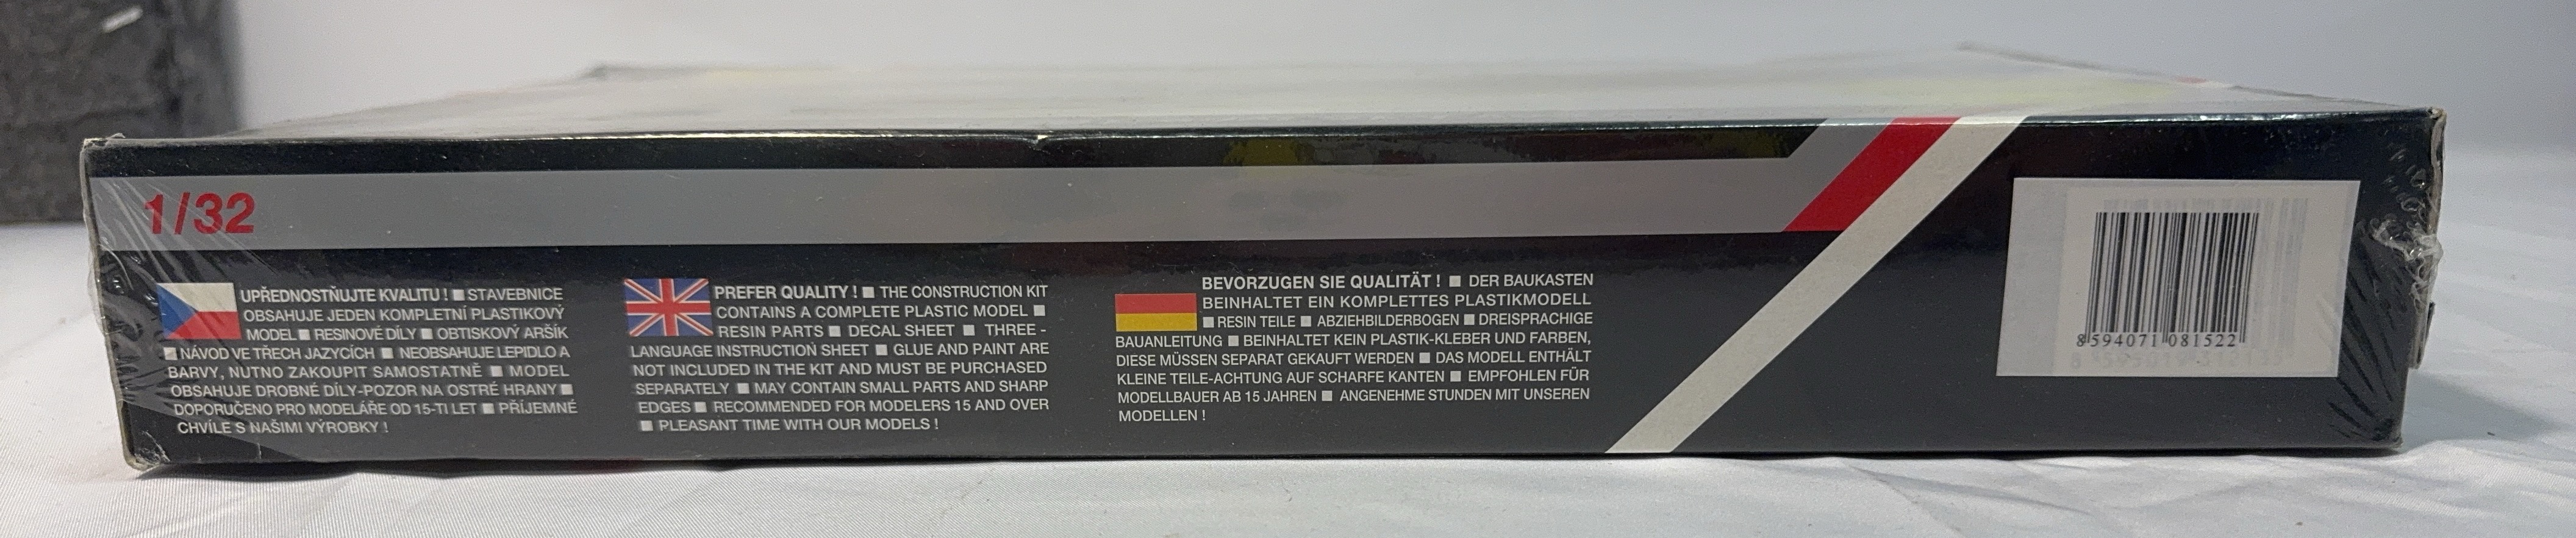 1/32
UPŘEDNOSTŇUJTE KVALITU ! ■ STAVEBNICE
OBSAHUJE JEDEN KOMPLETNÍ PLASTIKOVÝ
MODEL ■ RESINOVÉ DÍLY ■ OBTISKOVÝ ARŠÍK
■ NÁVOD VE TŘECH JAZYCÍCH ■ NEOBSAHUJE LEPIDLO A
BARVY, NUTNO ZAKOUPIT SAMOSTATNĚ ■ MODEL
OBSAHUJE DROBNÉ DÍLY-POZOR NA OSTRÉ HRANY ■
DOPORUČENO PRO MODELÁŘE OD 15-TI LET ■ PŘÍJEMNÉ
CHVÍLE S NAŠIMI VÝROBKY !
PREFER QUALITY ! ■ THE CONSTRUCTION KIT
CONTAINS A COMPLETE PLASTIC MODEL ■
RESIN PARTS ■ DECAL SHEET ■ THREE -
LANGUAGE INSTRUCTION SHEET ■ GLUE AND PAINT ARE
NOT INCLUDED IN THE KIT AND MUST BE PURCHASED
SEPARATELY ■ MAY CONTAIN SMALL PARTS AND SHARP
EDGES ■ RECOMMENDED FOR MODELERS 15 AND OVER
■ PLEASANT TIME WITH OUR MODELS !
BEVORZUGEN SIE QUALITÄT ! ■ DER BAUKASTEN
BEINHALTET EIN KOMPLETTES PLASTIKMODELL
■ RESIN TEILE ■ ABZIEHBILDERBOGEN ■ DREISPRACHIGE
BAUANLEITUNG ■ BEINHALTET KEIN PLASTIK-KLEBER UND FARBEN,
DIESE MÜSSEN SEPARAT GEKAUFT WERDEN ■ DAS MODELL ENTHÄLT
KLEINE TEILE-ACHTUNG AUF SCHARFE KANTEN ■ EMPFOHLEN FÜR
MODELLBAUER AB 15 JAHREN ■ ANGENEHME STUNDEN MIT UNSEREN
MODELLEN !
8 594071 081522